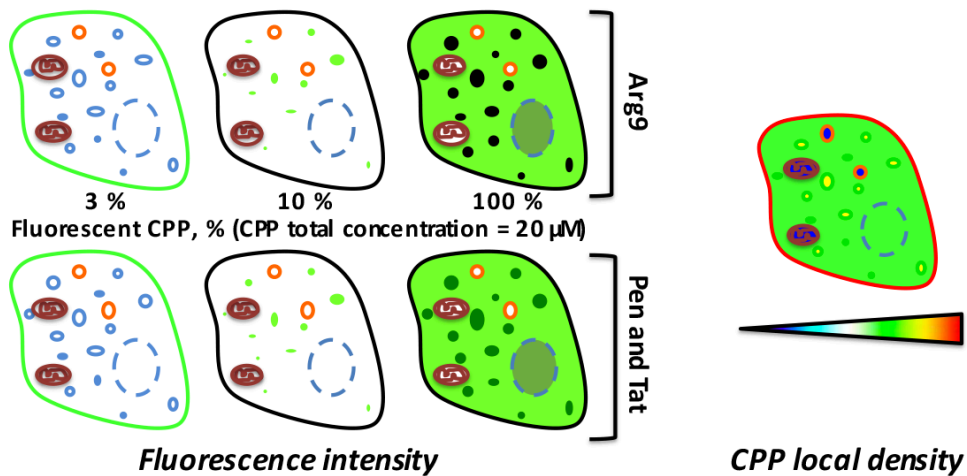 Arg9
3 %
10 %
100 %
Fluorescent CPP, % (CPP total concentration = 20 µM)
Pen and Tat
Fluorescence intensity
CPP local density